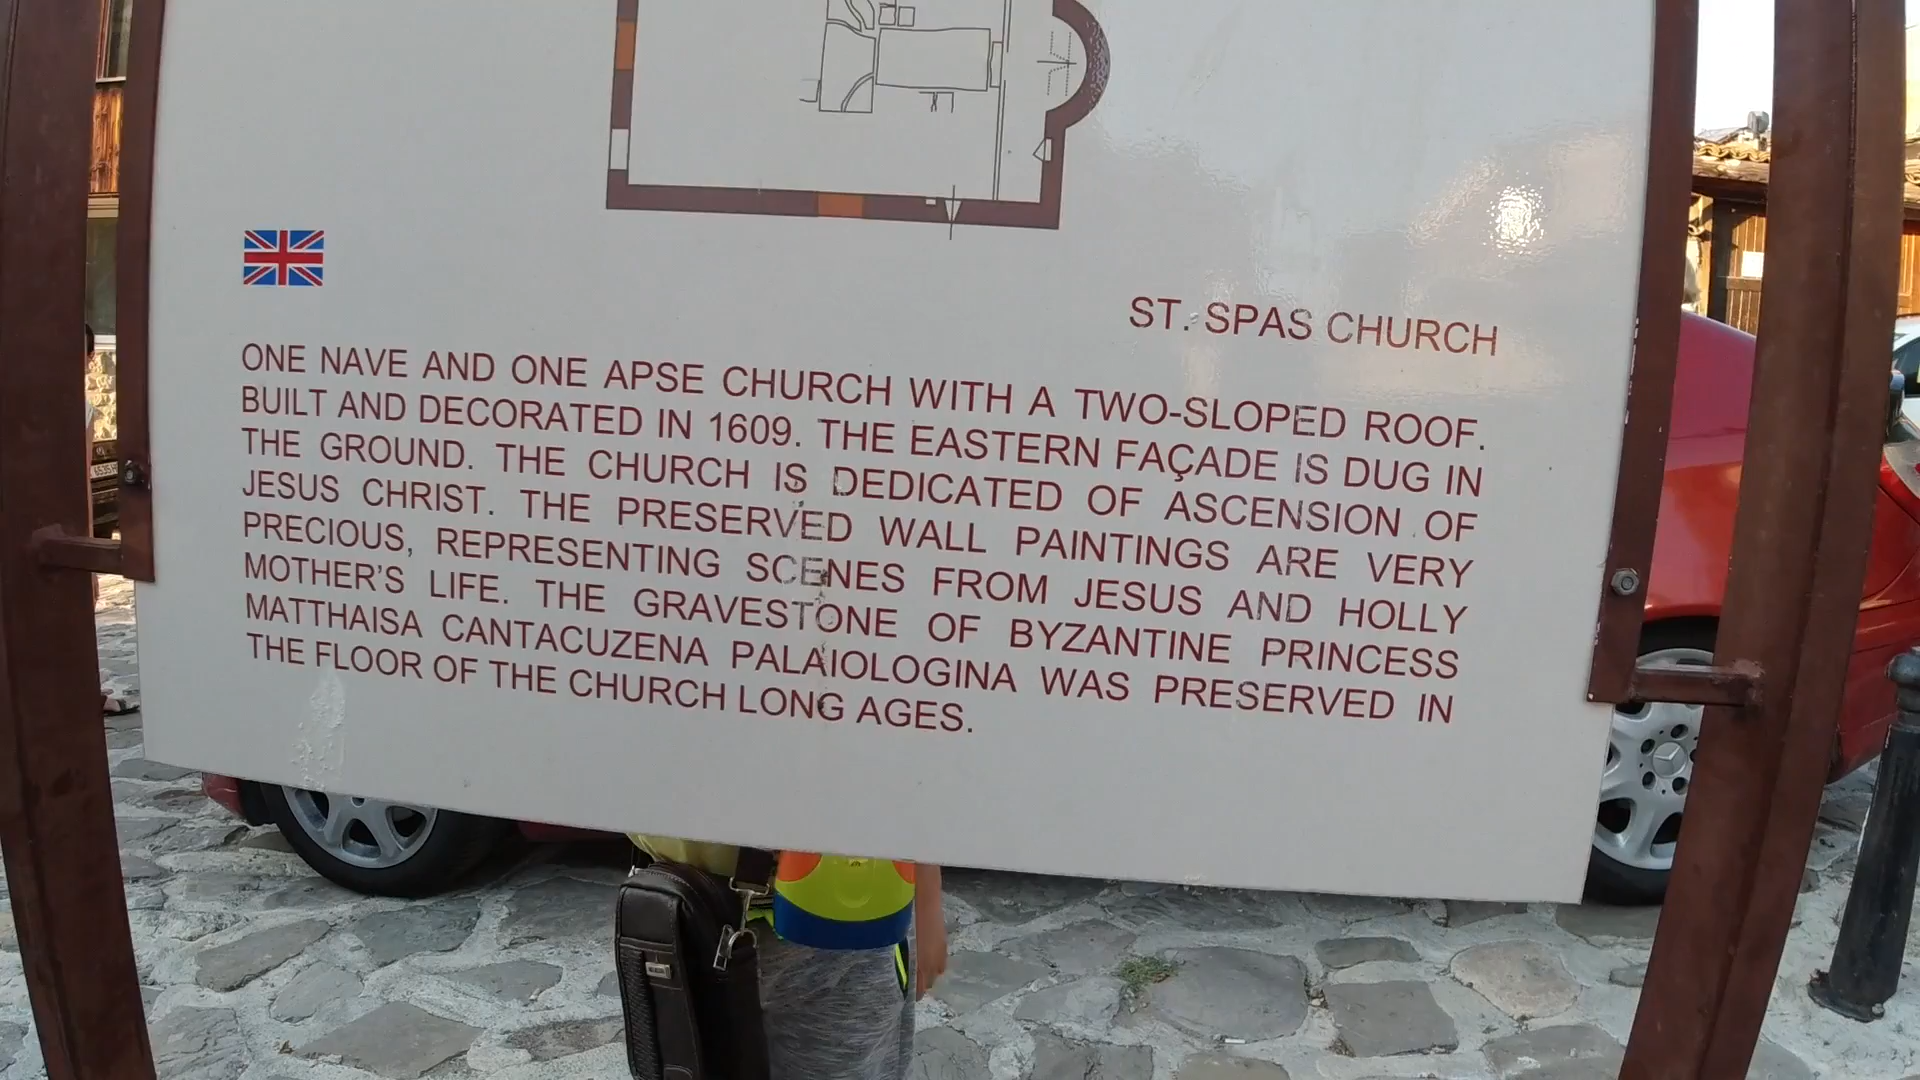 ST. SPAS CHURCH
ONE NAVE AND ONE APSE CHURCH WITH A TWO-SLOPED ROOF.
BUILT AND DECORATED IN 1609. THE EASTERN FAÇADE IS DUG IN
THE GROUND. THE CHURCH IS DEDICATED OF ASCENSION OF
JESUS CHRIST. THE PRESERVED WALL PAINTINGS ARE VERY
PRECIOUS, REPRESENTING SCENES FROM JESUS AND HOLLY
MOTHER'S LIFE. THE GRAVESTONE OF BYZANTINE PRINCESS
MATTHAISA CANTACUZENA PALAIOLOGINA WAS PRESERVED IN
THE FLOOR OF THE CHURCH LONG AGES.